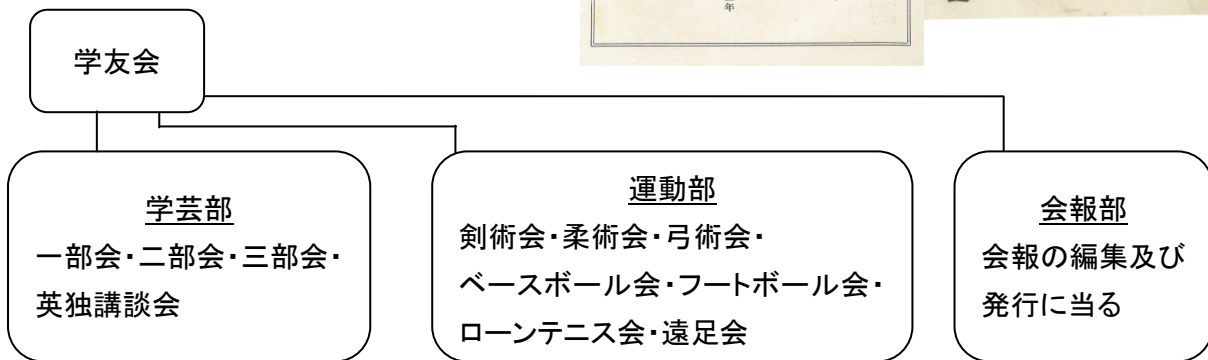 年
学友会
学芸部
一部会・二部会・三部会・
英独講談会
運動部
剣術会・柔術会・弓術会・
ベースボール会・フートボール会・
ローンテニス会・遠足会
会報部
会報の編集及び
発行に当る